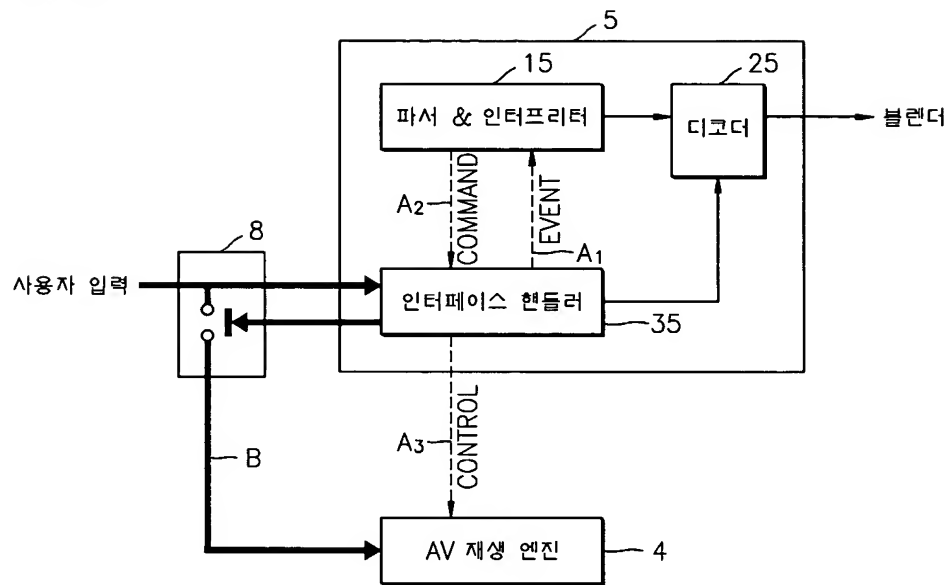 5
15
25
파서 & 인터프리터
디코더
블렌더
A2
COMMAND
EVENT
A1
8
사용자 입력
인터페이스 핸들러
35
A3
CONTROL
B
AV 재생 엔진
4